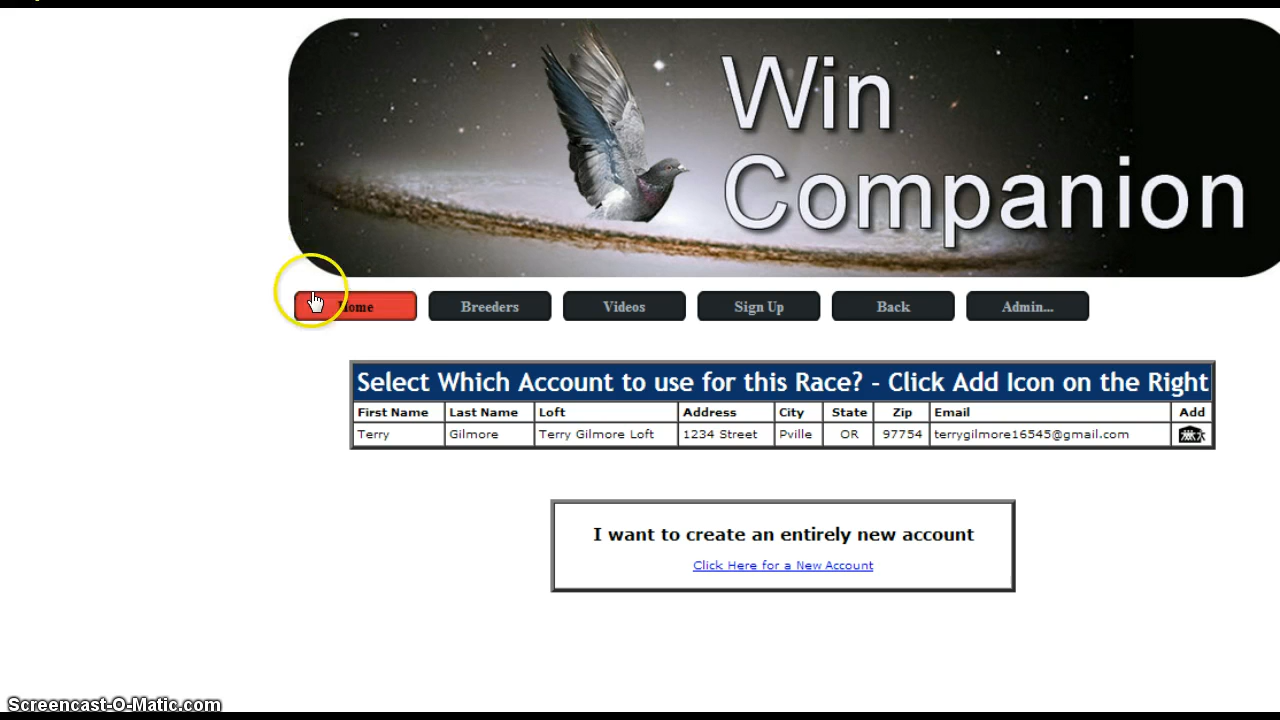 Win
Companion
Home Breeders Videos Sign Up Back Admin...
Select Which Account to use for this Race? - Click Add Icon on the Right
First Name Last Name Loft Address City State Zip Email Add
Terry Gilmore Terry Gilmore Loft 1234 Street Pville OR 97754 terrygilmore16545@gmail.com
I want to create an entirely new account
Click Here for a New Account
Screencast-O-Matic.com